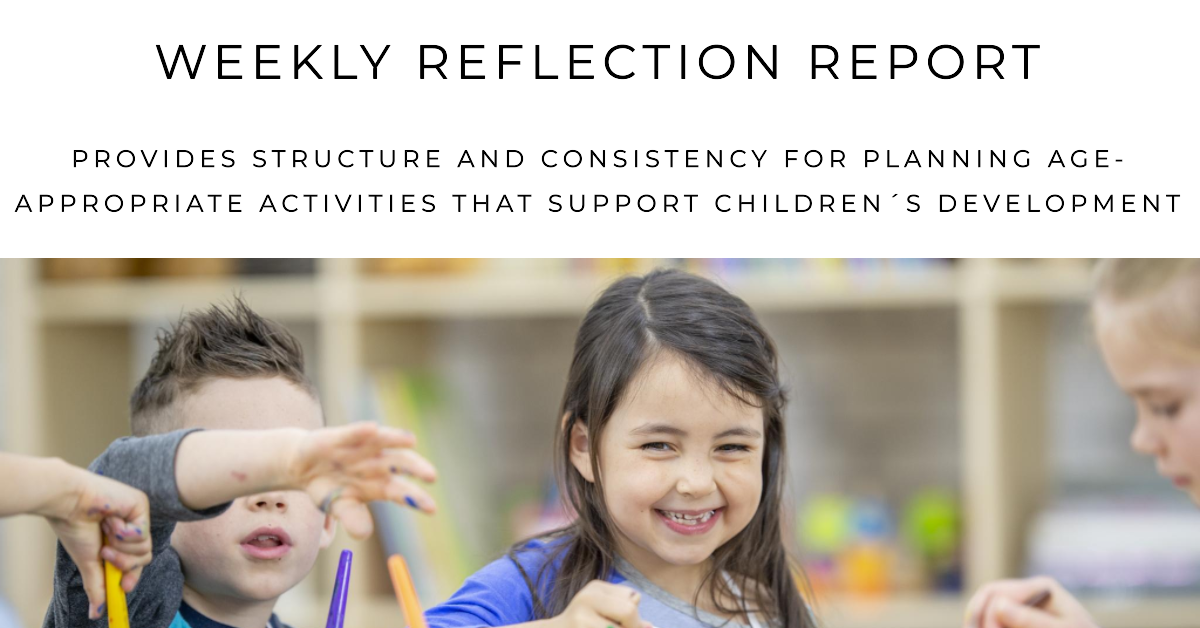 WEEKLY REFLECTION REPORT
PROVIDES STRUCTURE AND CONSISTENCY FOR PLANNING AGE-
APPROPRIATE ACTIVITIES THAT SUPPORT CHILDREN´S DEVELOPMENT